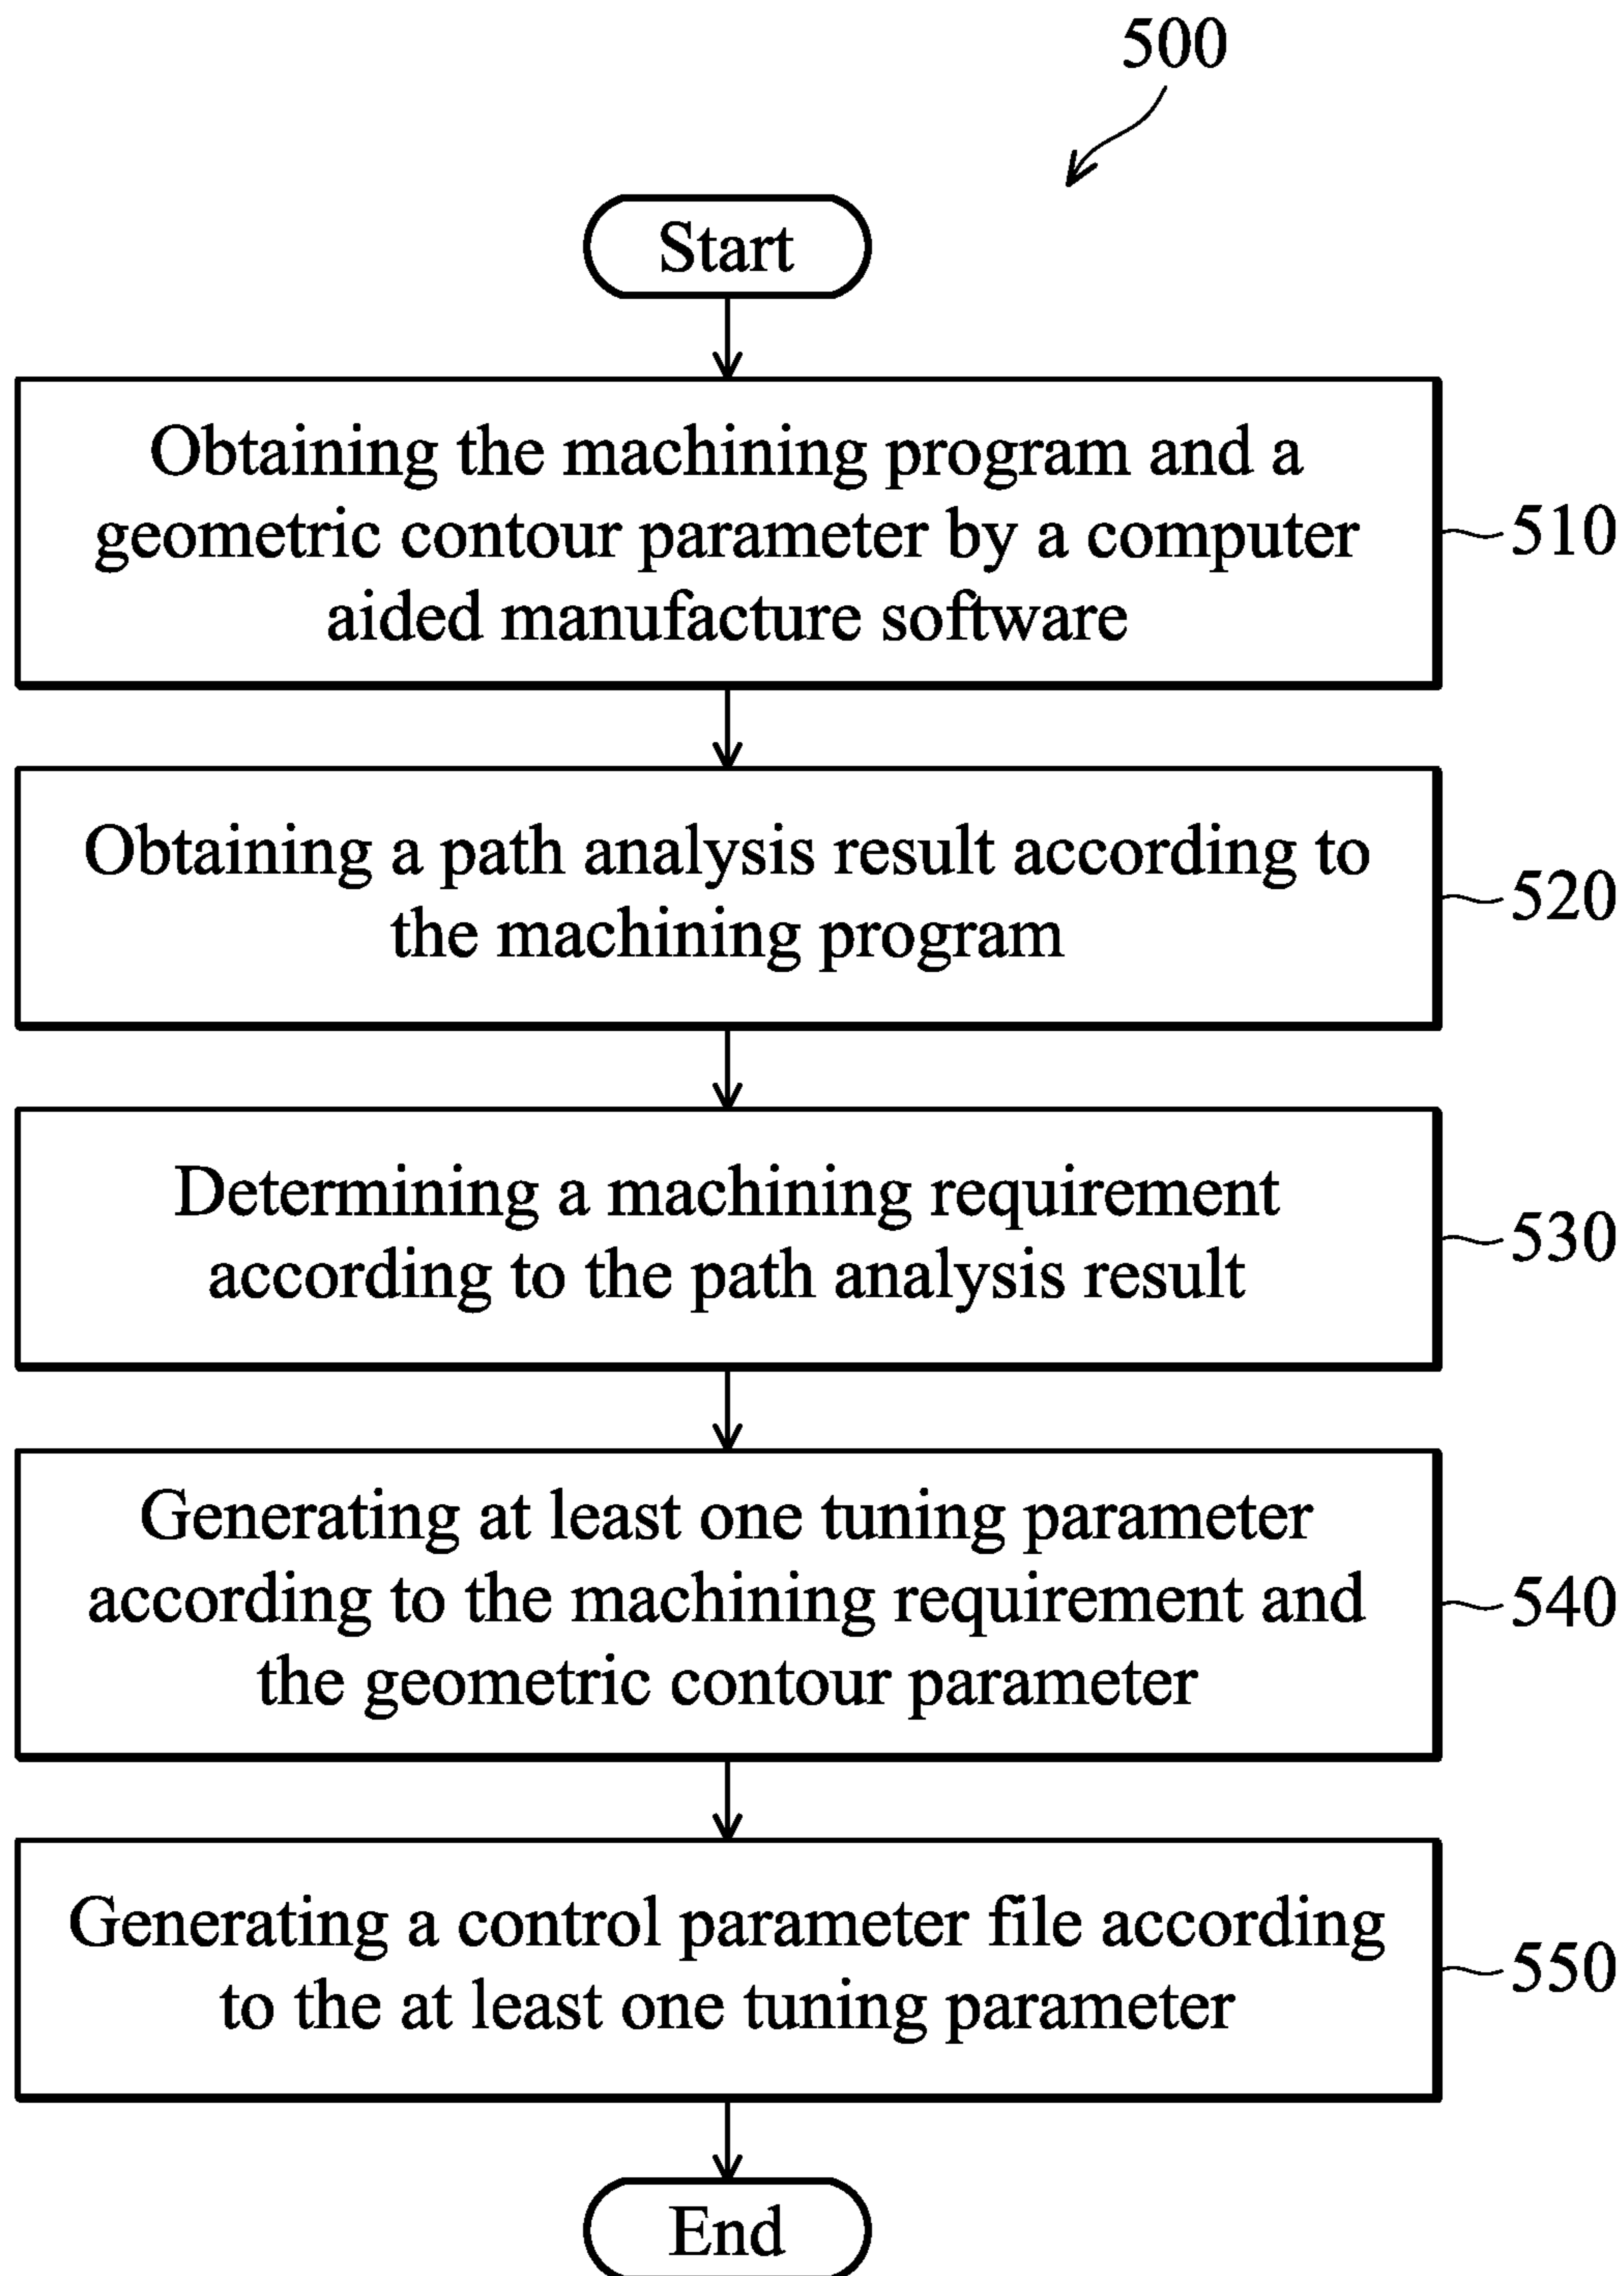 500
Start
Obtaining the machining program and a
geometric contour parameter by a computer
aided manufacture software
510
Obtaining a path analysis result according to
the machining program
520
Determining a machining requirement
according to the path analysis result
530
Generating at least one tuning parameter
according to the machining requirement and
the geometric contour parameter
540
Generating a control parameter file according
to the at least one tuning parameter
550
End